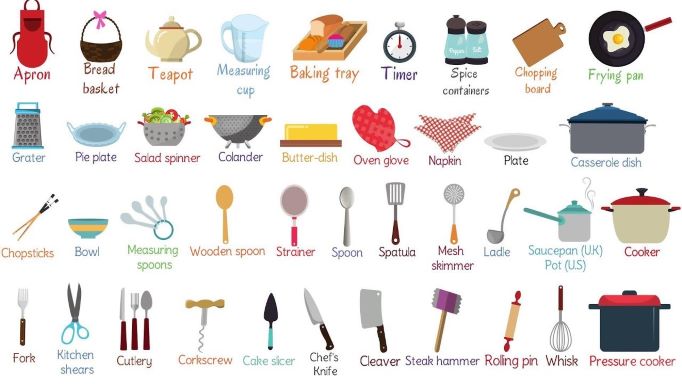 Apron
Bread
basket
Teapot
Measuring
cup
Baking tray
Timer
Pepper
Salt
Spice
containers
Chopping
board
Frying pan
Grater
Pie plate
Salad spinner
Colander
Butter-dish
Oven glove
Napkin
Plate
Casserole dish
Chopsticks
Bowl
Measuring
spoons
Wooden spoon
Strainer
Spoon
Spatula
Mesh
skimmer
Ladle
Saucepan (U.K)
Pot (U.S)
Cooker
Fork
Kitchen
shears
Cutlery
Corkscrew
Cake slicer
Chef's
Knife
Cleaver
Steak hammer
Rolling pin
Whisk
Pressure cooker